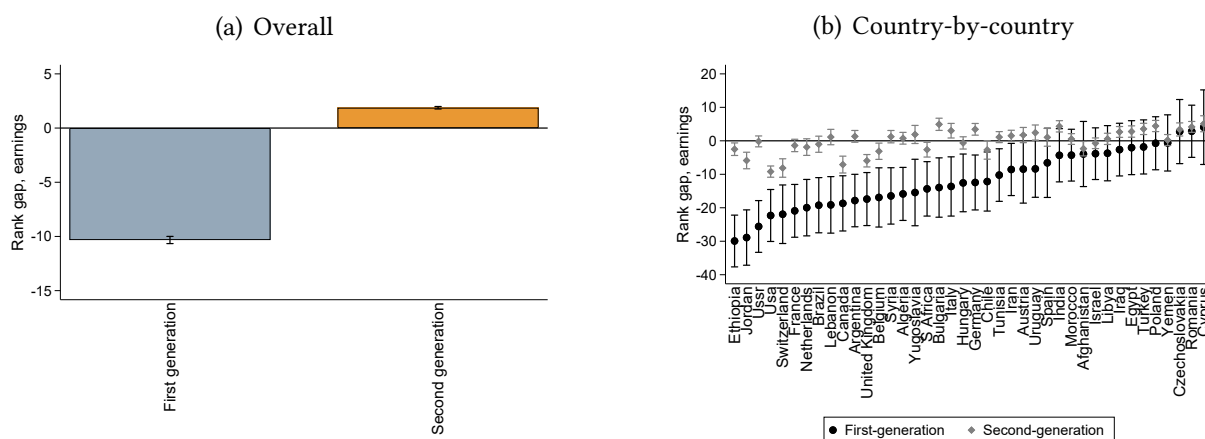 (a) Overall
5
0
-5
-10
-15
Rank gap, earnings
First generation
Second generation
(b) Country-by-country
20
10
0
-10
-20
-30
-40
Rank gap, earnings
Ethiopia
Jordan
Ussr
Usa
Switzerland
France
Netherlands
Brazil
Lebanon
Canada
Argentina
United Kingdom
Belgium
Syria
Algeria
Yugoslavia
S Africa
Bulgaria
Italy
Hungary
Germany
Chile
Tunisia
Iran
Austria
Uruguay
Spain
India
Morocco
Afghanistan
Israel
Libya
Iraq
Egypt
Turkey
Poland
Yemen
Czechoslovakia
Romania
Cyprus
First-generation
Second-generation